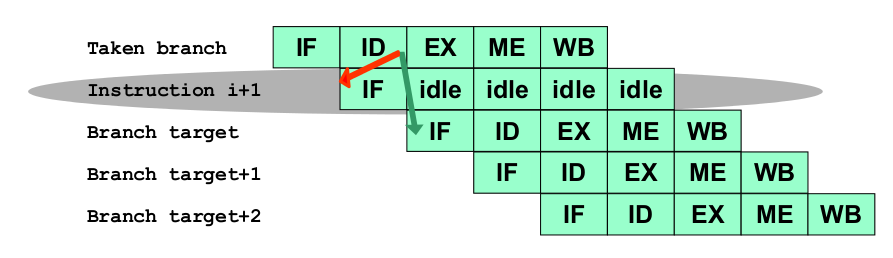 Taken branch IF ID EX ME WB
Instruction i+1 IF idle idle idle idle
Branch target IF ID EX ME WB
Branch target+1 IF ID EX ME WB
Branch target+2 IF ID EX ME WB